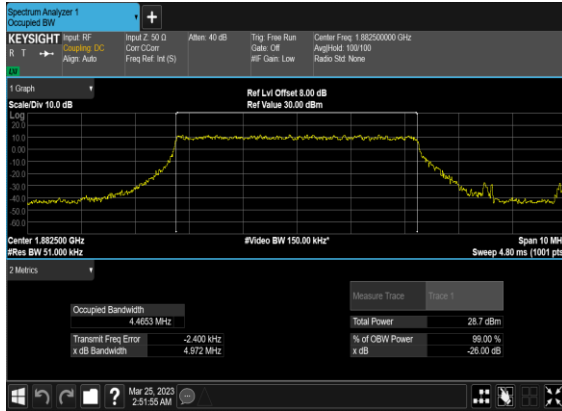 Spectrum Analyzer 1
Occupied BW
+
KEYSIGHT Input: RF Input Z: 50 Ω Atten: 40 dB Trig: Free Run Center Freq: 1.882500000 GHz
R T Coupling: DC Corr CCorr Gate: Off Avg|Hold: 100/100
Align: Auto Freq Ref: Int (S) #IF Gain: Low Radio Std: None
LU
1 Graph
Ref Lvl Offset 8.00 dB
Scale/Div 10.0 dB Ref Value 30.00 dBm
Log
20.0
10.0
0.00
-10.0
-20.0
-30.0
-40.0
-50.0
-60.0
Center 1.882500 GHz #Video BW 150.00 kHz* Span 10 MH
#Res BW 51.000 kHz Sweep 4.80 ms (1001 pts
2 Metrics
Measure Trace Trace 1
Occupied Bandwidth
4.4653 MHz Total Power 28.7 dBm
Transmit Freq Error -2.400 kHz % of OBW Power 99.00 %
x dB Bandwidth 4.972 MHz x dB -26.00 dB
? Mar 25, 2023
2:51:55 AM